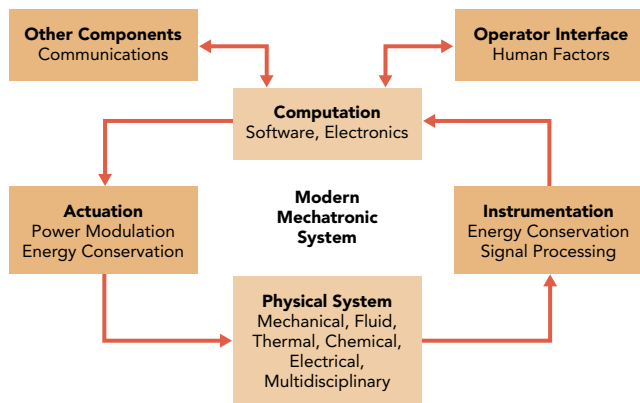 Other Components
Communications
Operator Interface
Human Factors
Computation
Software, Electronics
Actuation
Power Modulation
Energy Conservation
Modern
Mechatronic
System
Instrumentation
Energy Conservation
Signal Processing
Physical System
Mechanical, Fluid,
Thermal, Chemical,
Electrical,
Multidisciplinary